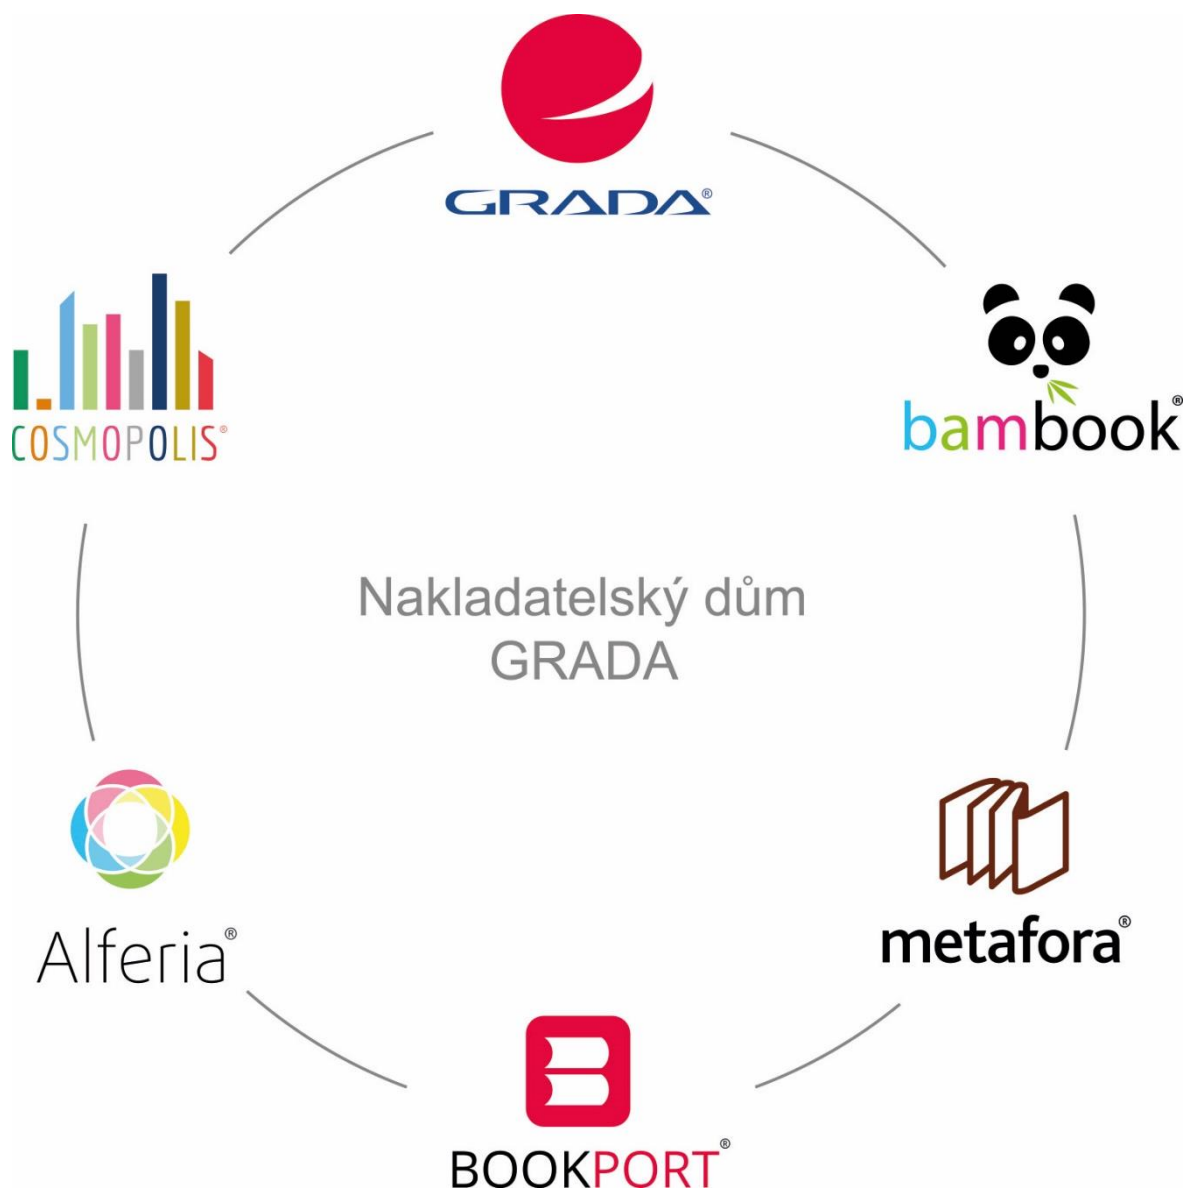 GRADA®
COSMOPOLIS®
bambook®
Nakladatelský dům
GRADA
Alferia®
metafora®
BOOKPORT®